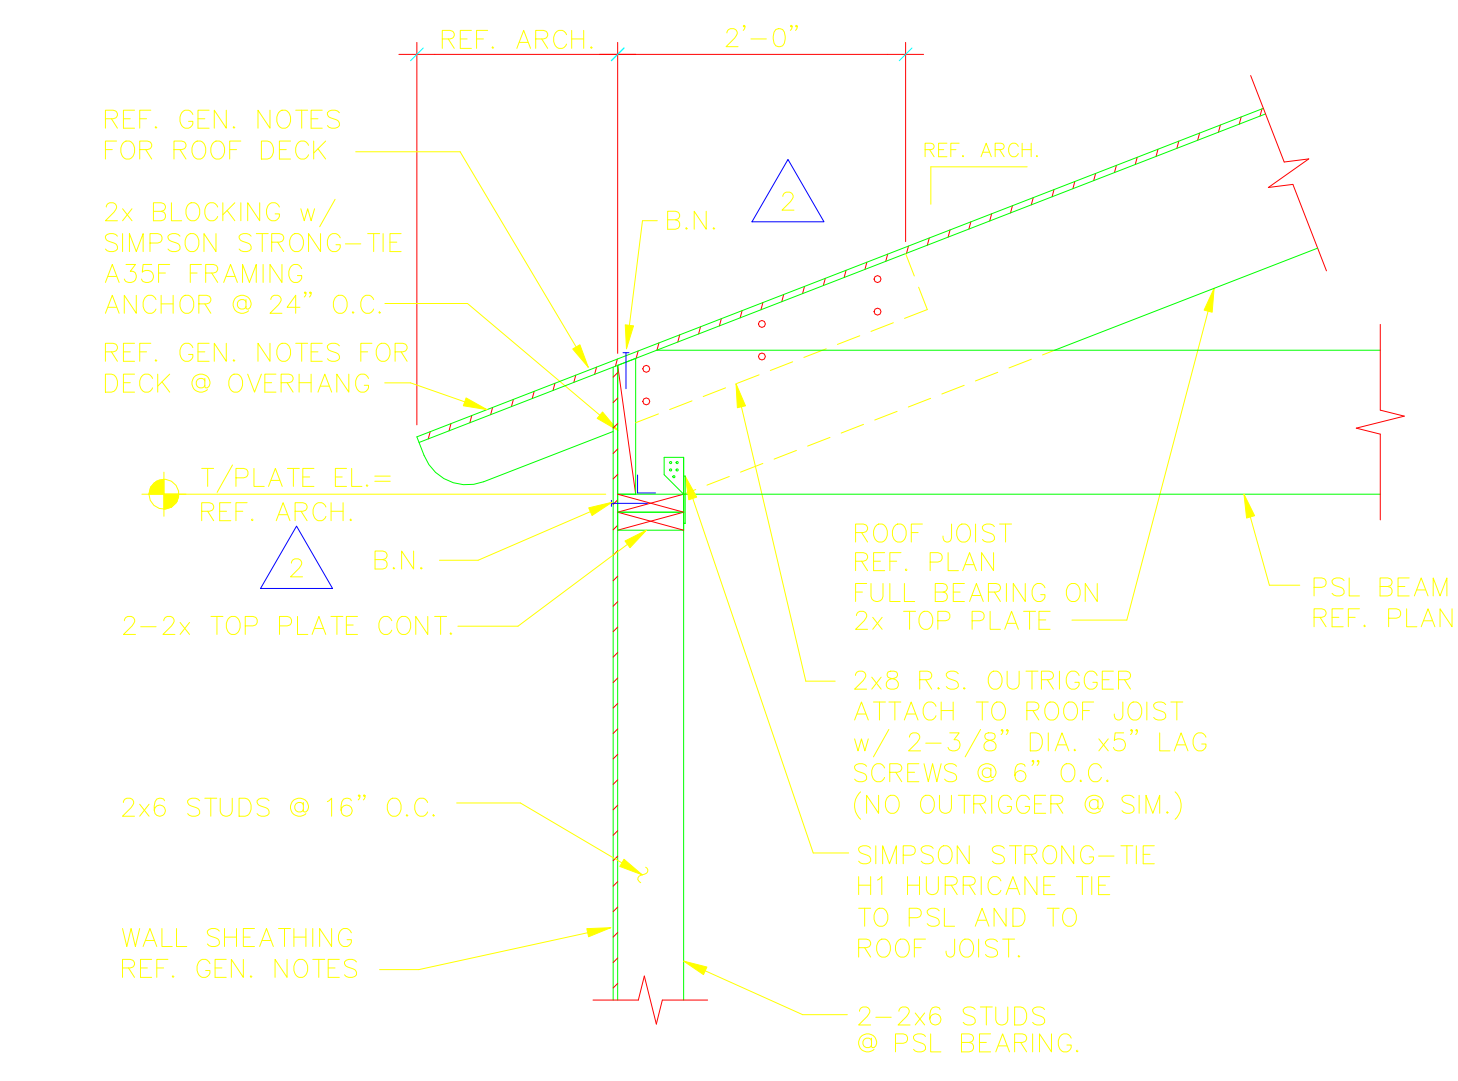 REF. ARCH.
2'-0"
REF. GEN. NOTES
FOR ROOF DECK
REF. ARCH.
2
B.N.
2x BLOCKING w/
SIMPSON STRONG-TIE
A35F FRAMING
ANCHOR @ 24" O.C.
REF. GEN. NOTES FOR
DECK @ OVERHANG
T/PLATE EL.=
REF. ARCH.
2
B.N.
2-2x TOP PLATE CONT.
ROOF JOIST
REF. PLAN
FULL BEARING ON
2x TOP PLATE
PSL BEAM
REF. PLAN
2x8 R.S. OUTRIGGER
ATTACH TO ROOF JOIST
w/ 2-3/8" DIA. x5" LAG
SCREWS @ 6" O.C.
(NO OUTRIGGER @ SIM.)
2x6 STUDS @ 16" O.C.
SIMPSON STRONG-TIE
H1 HURRICANE TIE
TO PSL AND TO
ROOF JOIST.
WALL SHEATHING
REF. GEN. NOTES
2-2x6 STUDS
@ PSL BEARING.